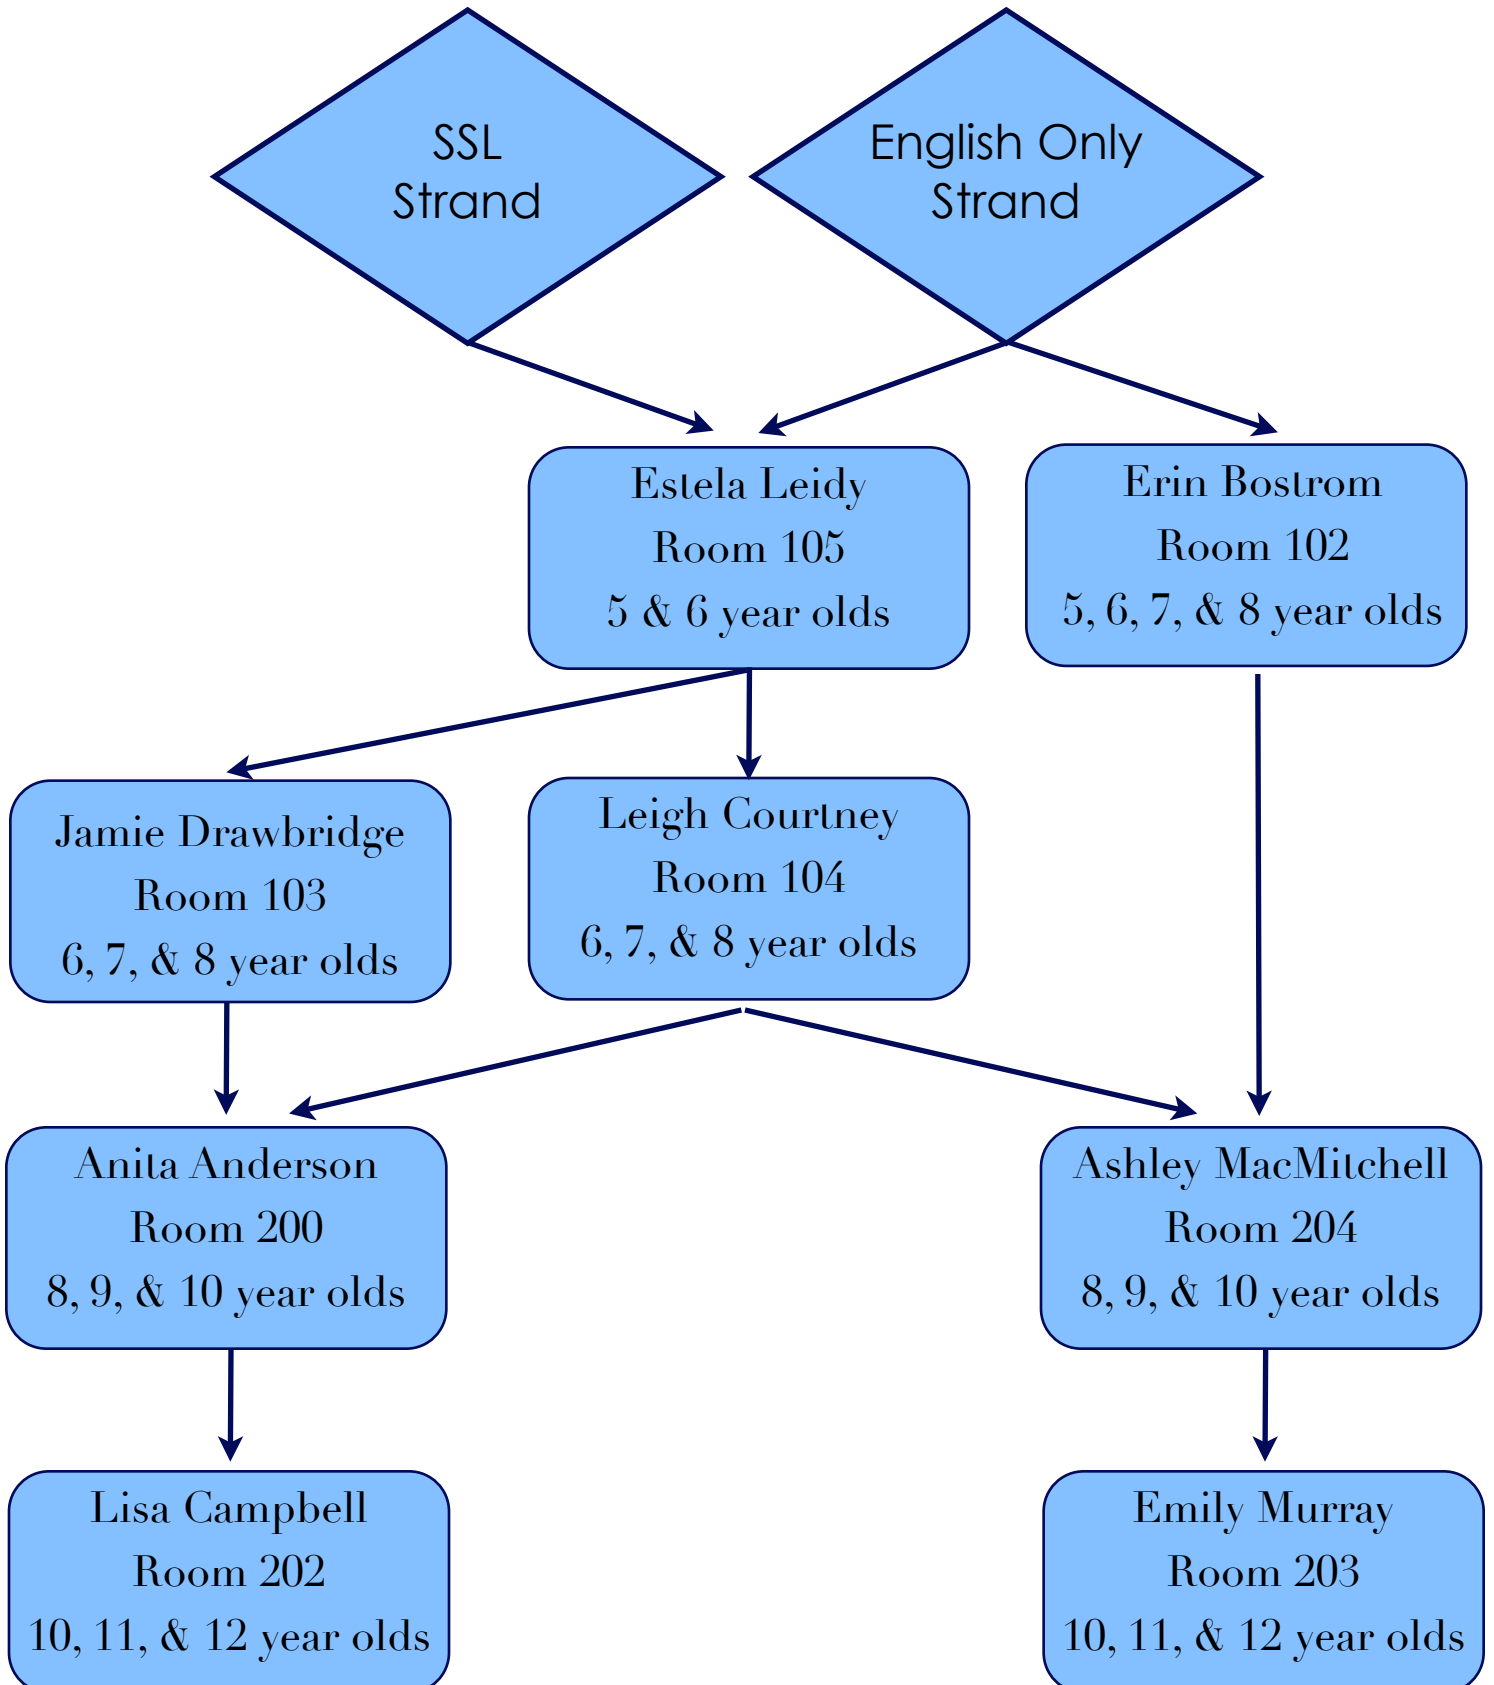 SSL
Strand
English Only
Strand
Estela Leidy
Room 105
5 & 6 year olds
Erin Bostrom
Room 102
5, 6, 7, & 8 year olds
Jamie Drawbridge
Room 103
6, 7, & 8 year olds
Leigh Courtney
Room 104
6, 7, & 8 year olds
Anita Anderson
Room 200
8, 9, & 10 year olds
Ashley MacMitchell
Room 204
8, 9, & 10 year olds
Lisa Campbell
Room 202
10, 11, & 12 year olds
Emily Murray
Room 203
10, 11, & 12 year olds